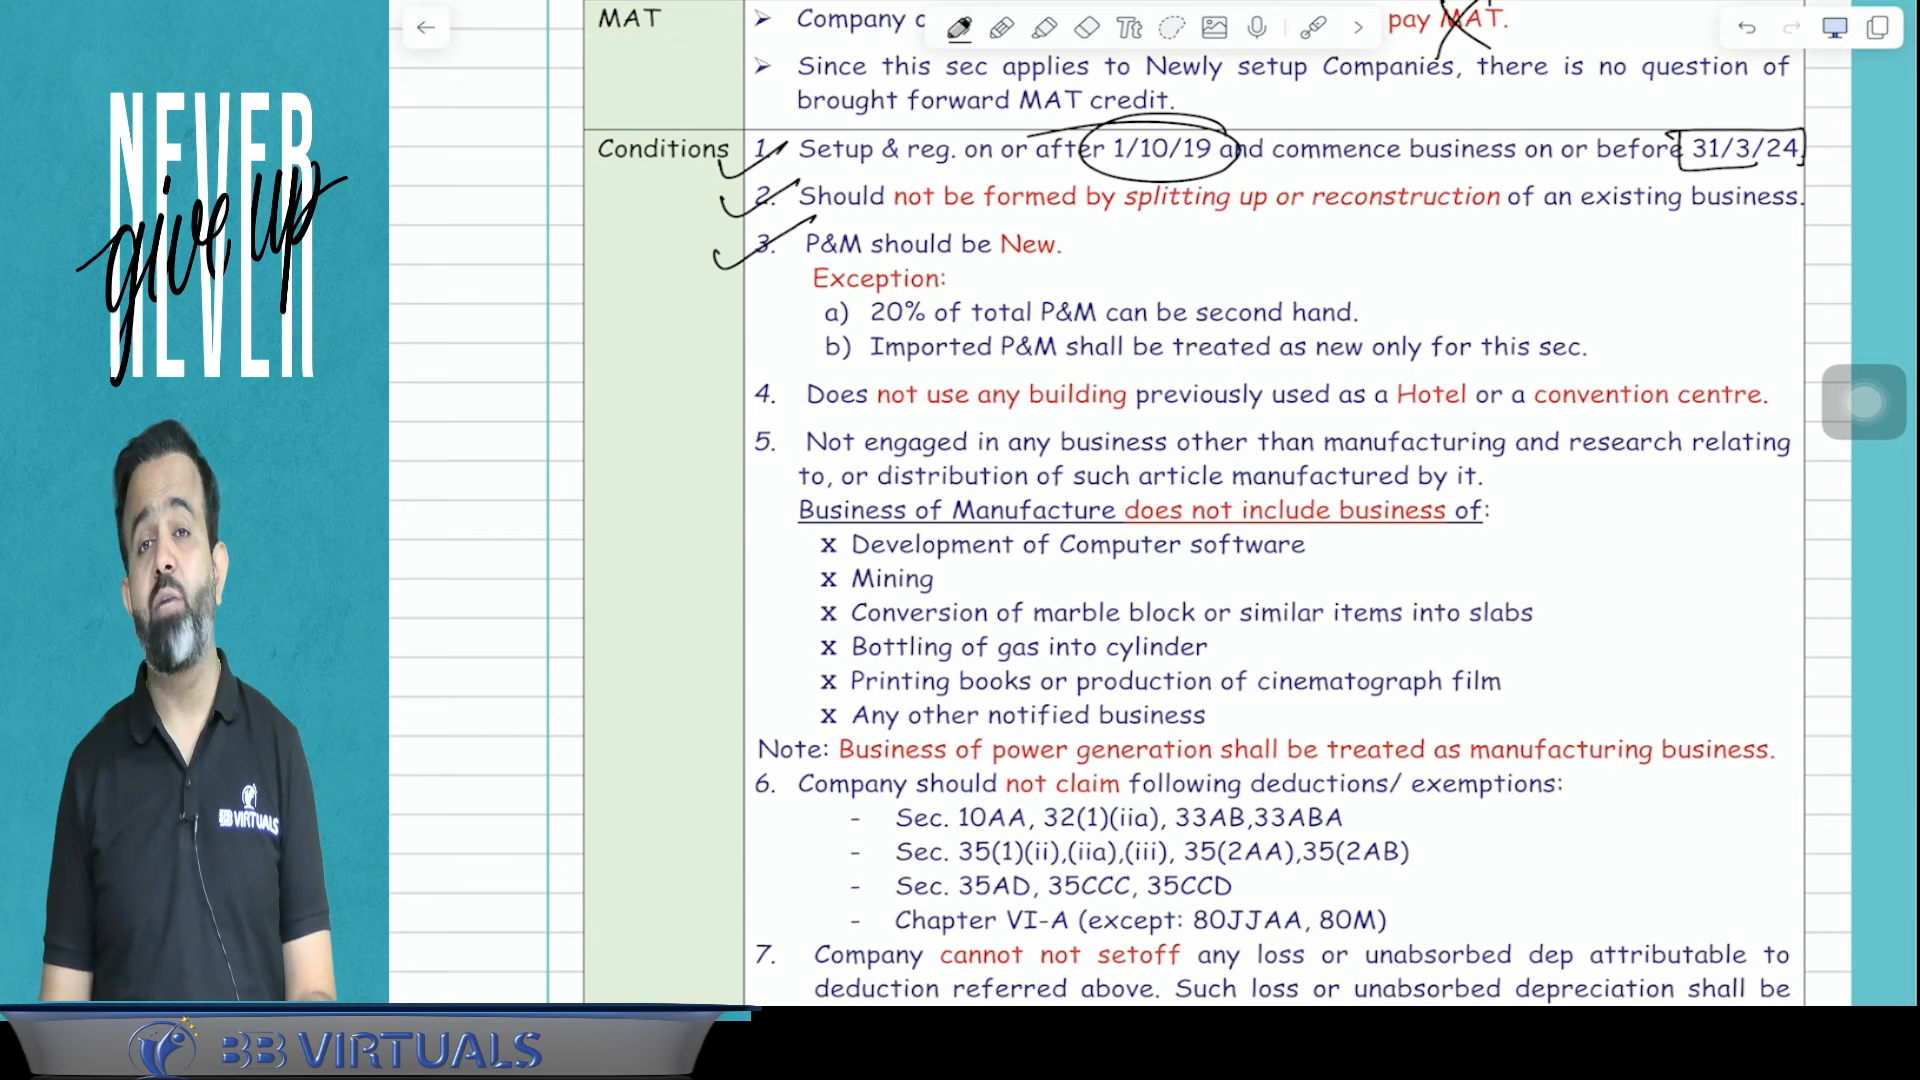 NEVER
give up
NEVER
MAT
Company
pay MAT.
Since this sec applies to Newly setup Companies, there is no question of
brought forward MAT credit.
Conditions
1. Setup & reg. on or after 1/10/19 and commence business on or before 31/3/24.
2. Should not be formed by splitting up or reconstruction of an existing business.
3. P&M should be New.
Exception:
a) 20% of total P&M can be second hand.
b) Imported P&M shall be treated as new only for this sec.
4. Does not use any building previously used as a Hotel or a convention centre.
5. Not engaged in any business other than manufacturing and research relating
to, or distribution of such article manufactured by it.
Business of Manufacture does not include business of:
x Development of Computer software
x Mining
x Conversion of marble block or similar items into slabs
x Bottling of gas into cylinder
x Printing books or production of cinematograph film
x Any other notified business
Note: Business of power generation shall be treated as manufacturing business.
6. Company should not claim following deductions/ exemptions:
- Sec. 10AA, 32(1)(iia), 33AB,33ABA
- Sec. 35(1)(ii),(iia),(iii), 35(2AA),35(2AB)
- Sec. 35AD, 35CCC, 35CCD
- Chapter VI-A (except: 80JJAA, 80M)
7. Company cannot not setoff any loss or unabsorbed dep attributable to
deduction referred above. Such loss or unabsorbed depreciation shall be
BB VIRTUALS
BB VIRTUALS
Tt